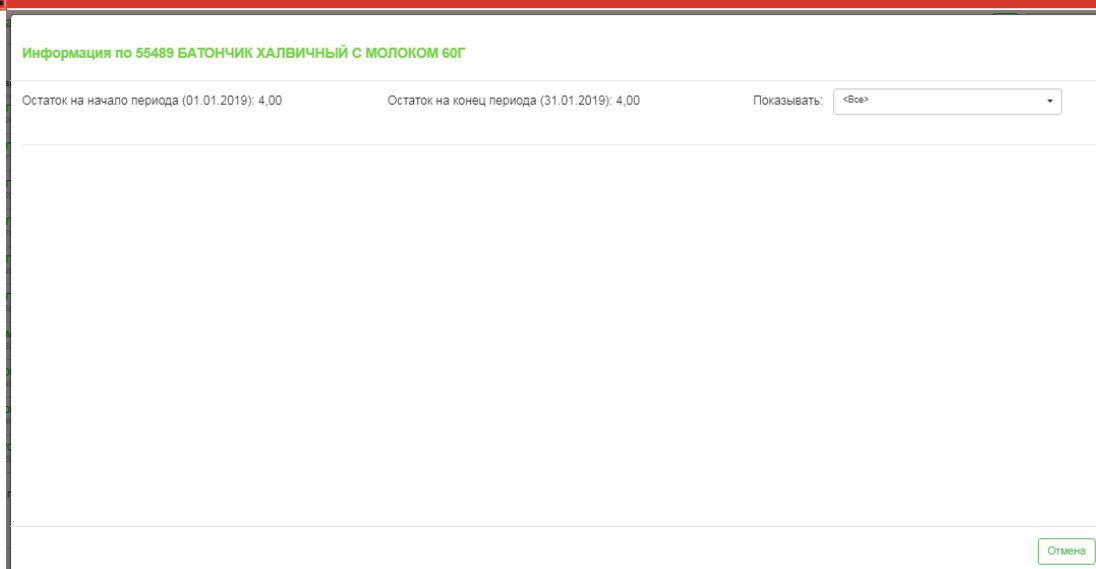 Информация по 55489 БАТОНЧИК ХАЛВИЧНЫЙ С МОЛОКОМ 60Г
Остаток на начало периода (01.01.2019): 4,00 Остаток на конец периода (31.01.2019): 4,00 Показывать: <Все>
Отмена